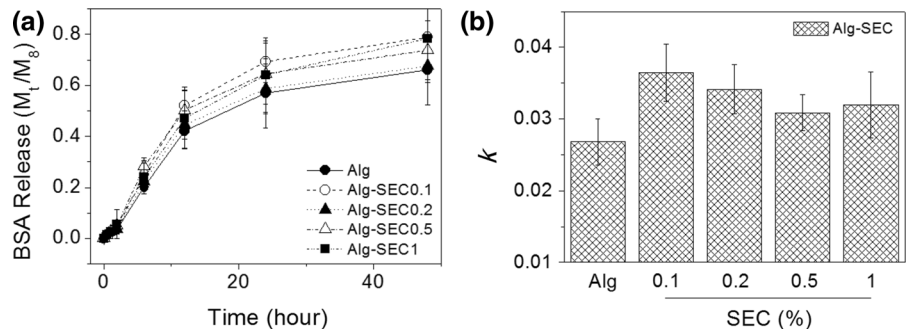 (a)
BSA Release (Mt/M8)
0.8
0.6
0.4
0.2
0.0
Alg
Alg-SEC0.1
Alg-SEC0.2
Alg-SEC0.5
Alg-SEC1
0 20 40
Time (hour)
(b)
k
0.04
0.03
0.02
0.01
Alg-SEC
Alg 0.1 0.2 0.5 1
SEC (%)